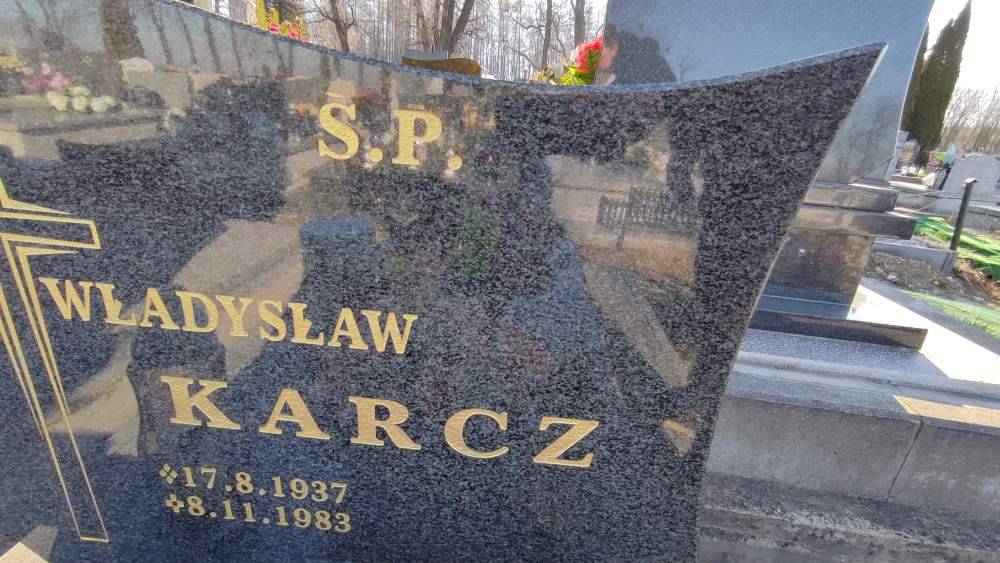 Ś.P.
WŁADYSŁAW
KARCZ
17.8.1937
8.11.1983